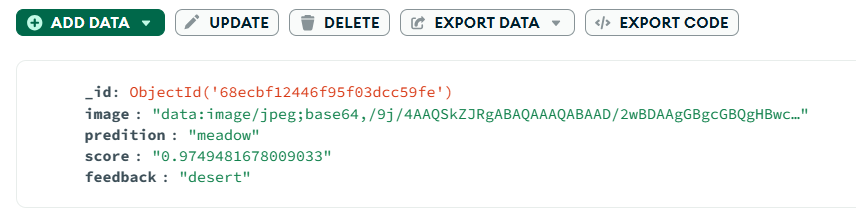 ADD DATA UPDATE DELETE EXPORT DATA EXPORT CODE
_id: ObjectId('68ecbf12446f95f03dcc59fe')
image : "data:image/jpeg;base64,/9j/4AAQSkZJRgABAQAAAQABAAD/2wBDAAgGBgcGBQgHBwc…"
predition : "meadow"
score : "0.9749481678009033"
feedback : "desert"